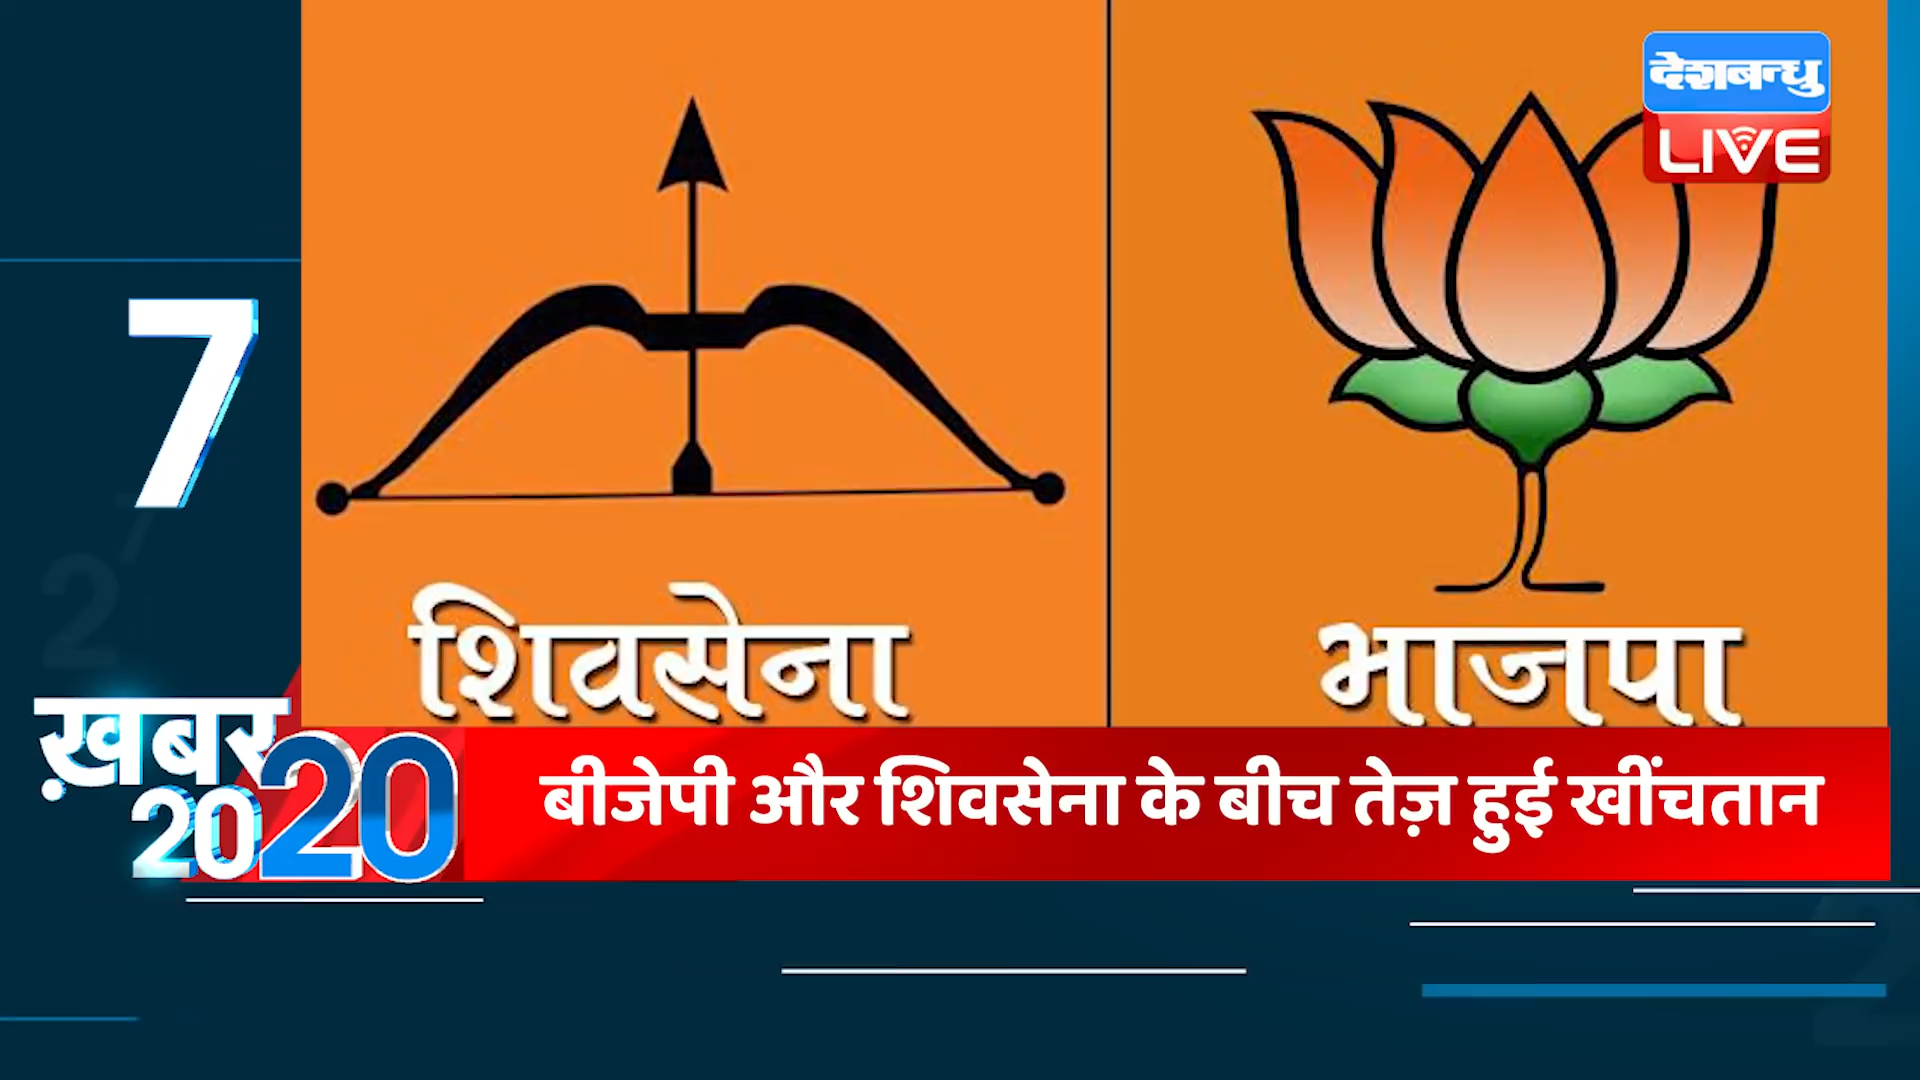 देशबन्धु
LIVE
7
शिवसेना
भाजपा
ख़बर
2020
बीजेपी और शिवसेना के बीच तेज़ हुई खींचतान